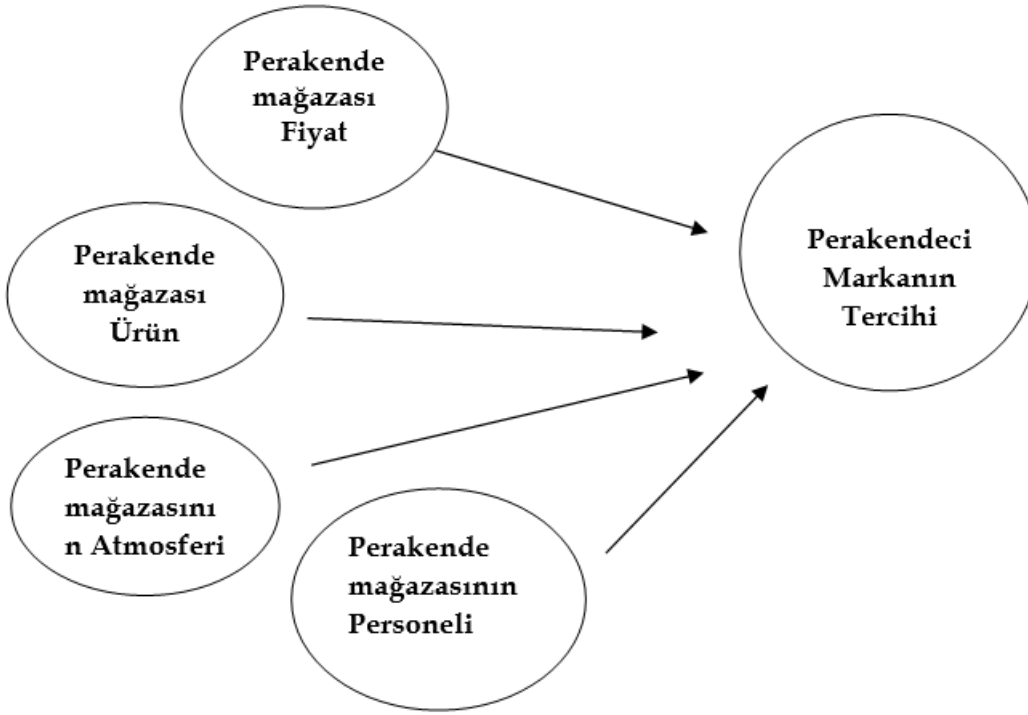 Perakende
mağazası
Fiyat
Perakende
mağazası
Ürün
Perakende
mağazasını
n Atmosferi
Perakende
mağazasının
Personeli
Perakendeci
Markanın
Tercihi